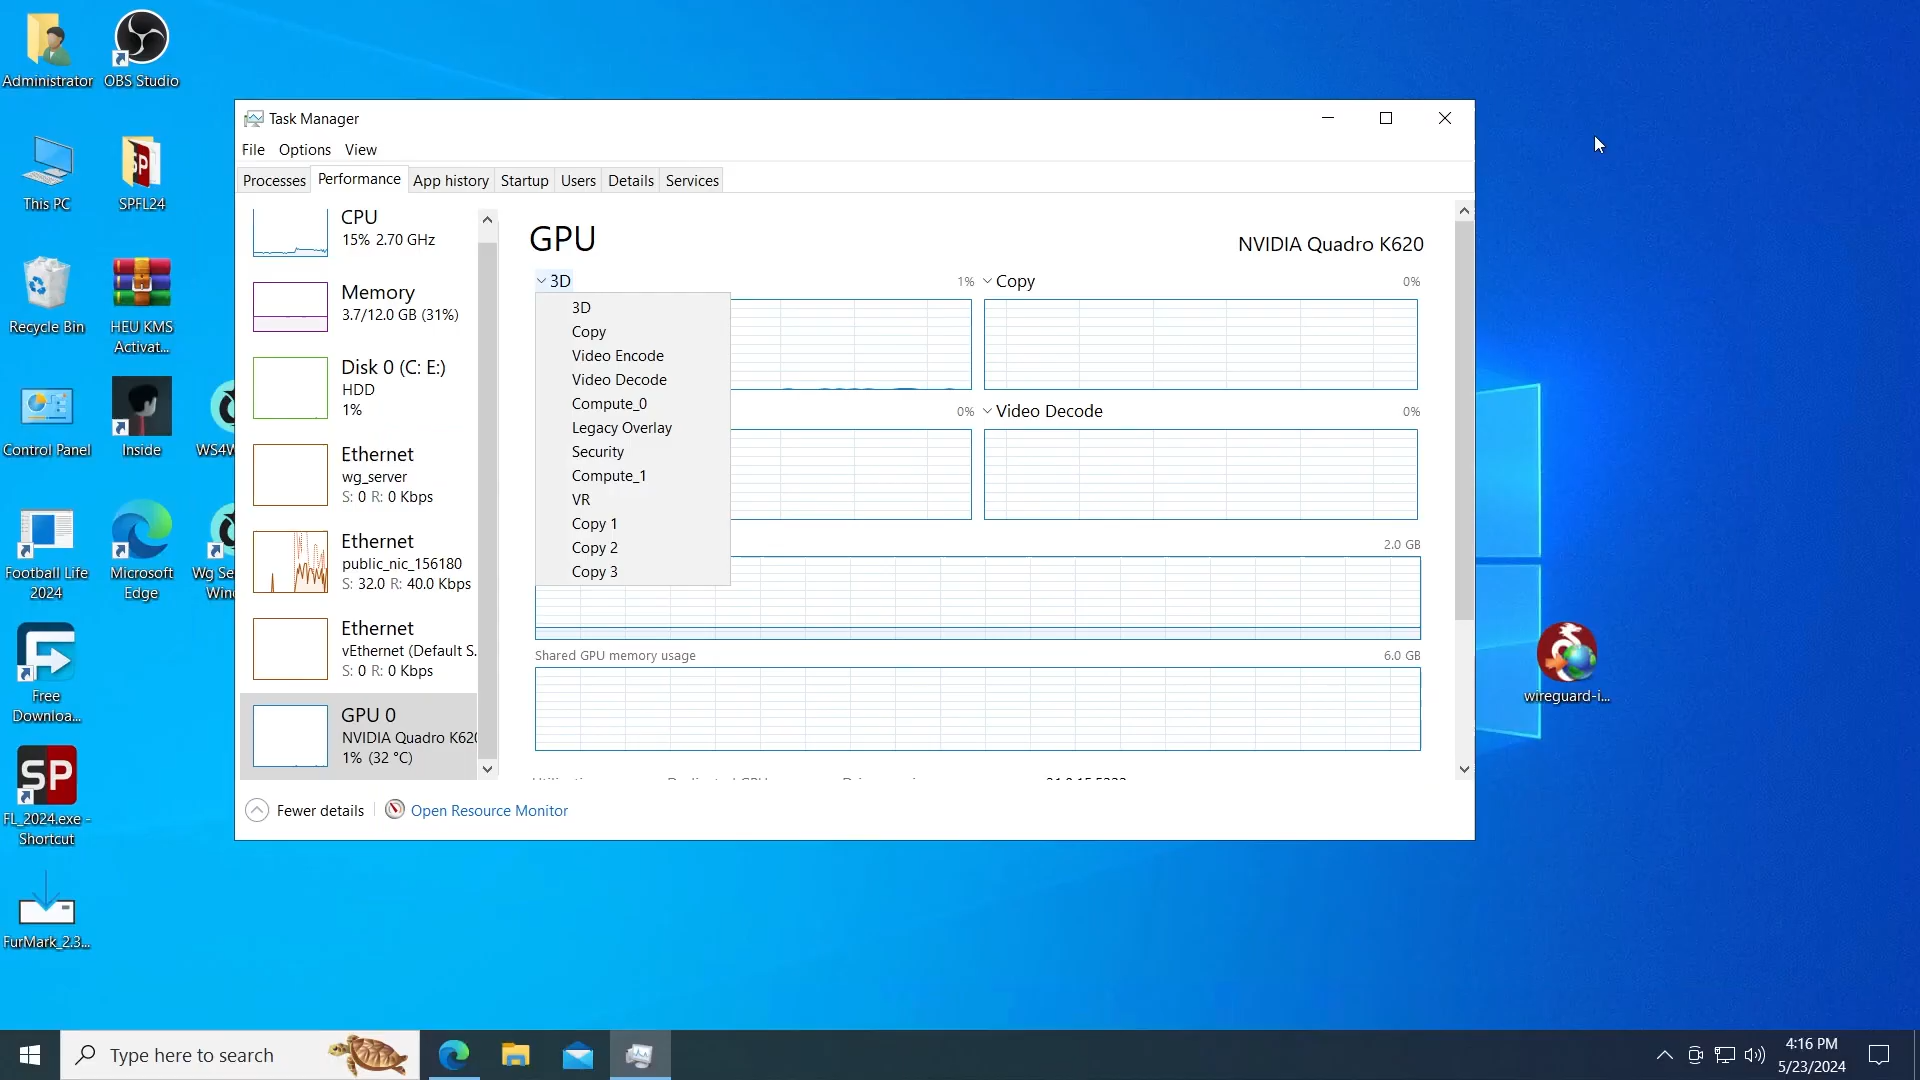 Administrator
OBS Studio
This PC
SPFL24
Recycle Bin
HEU KMS
Activat...
Control Panel
Inside
WS4W
Football Life
2024
Microsoft
Edge
Wg Se
Win
Free
Downloa...
FL_2024.exe -
Shortcut
FurMark_2.3...
Task Manager
File Options View
Processes Performance App history Startup Users Details Services
CPU
15% 2.70 GHz
Memory
3.7/12.0 GB (31%)
Disk 0 (C: E:)
HDD
1%
Ethernet
wg_server
S: 0 R: 0 Kbps
Ethernet
public_nic_156180
S: 32.0 R: 40.0 Kbps
Ethernet
vEthernet (Default S.
S: 0 R: 0 Kbps
GPU 0
NVIDIA Quadro K620
1% (32 °C)
GPU
NVIDIA Quadro K620
3D 1%
Copy 0%
3D
Copy
Video Encode
Video Decode
Compute_0
Legacy Overlay
Security
Compute_1
VR
Copy 1
Copy 2
Copy 3
0%
Video Decode 0%
2.0 GB
Shared GPU memory usage 6.0 GB
Fewer details
Open Resource Monitor
wireguard-i...
SP
SP
Type here to search
4:16 PM
5/23/2024